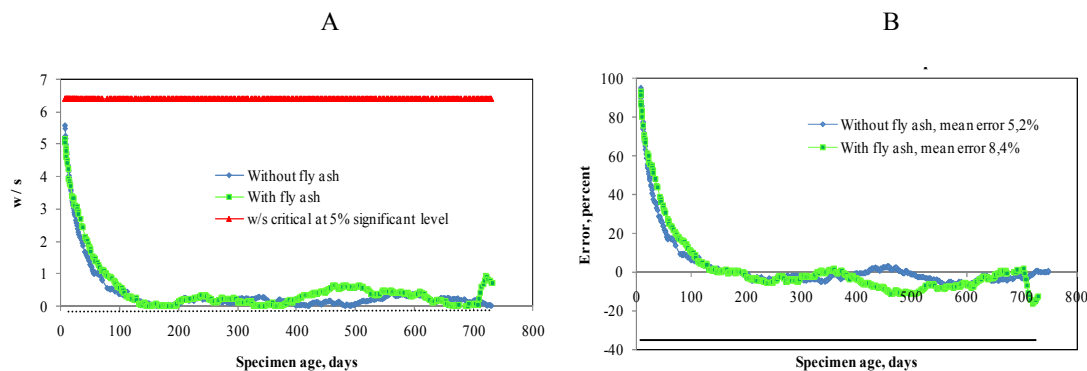 A
B
7
6
5
4
3
2
1
0
w / s
Without fly ash
With fly ash
w/s critical at 5% significant level
0 100 200 300 400 500 600 700 800
Specimen age, days
100
80
60
40
20
0
-20
-40
Error, percent
Without fly ash, mean error 5,2%
With fly ash, mean error 8,4%
0 100 200 300 400 500 600 700 800
Specimen age, days